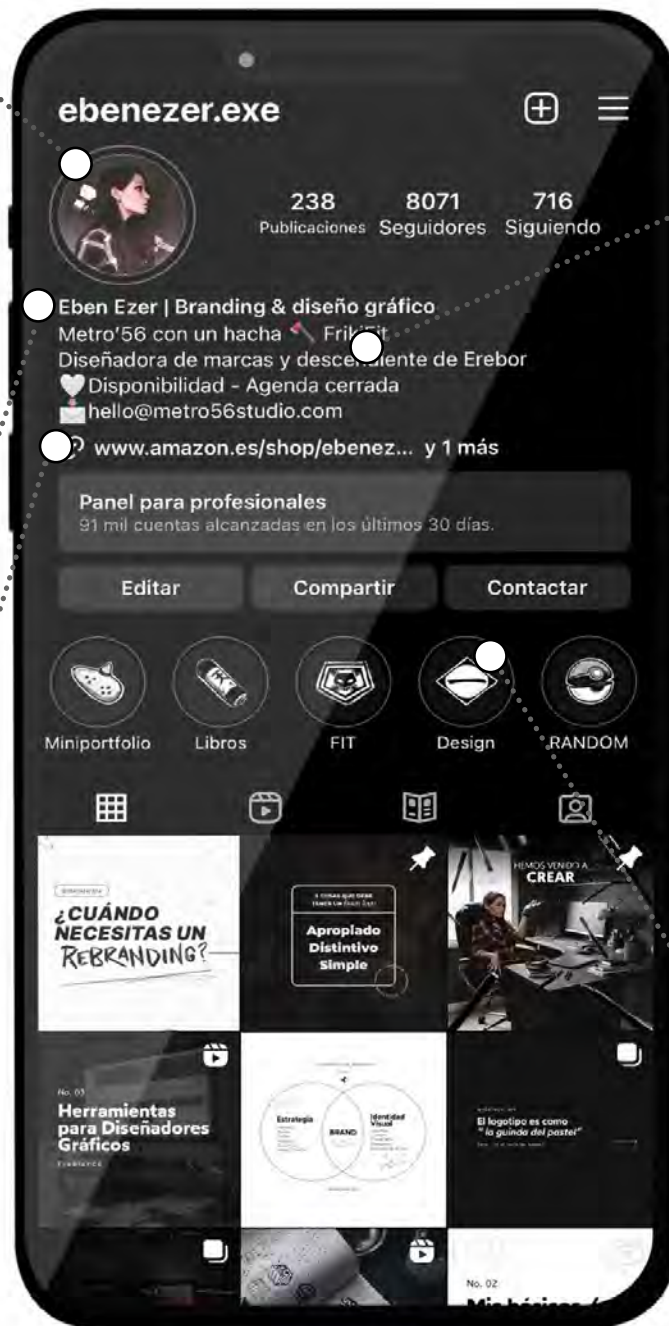 ebenezer.exe
238 8071 716
Publicaciones Seguidores Siguiendo
Eben Ezer | Branding & diseño gráfico
Metro'56 con un hacha FrikiFit
Diseñadora de marcas y descendiente de Erebor
Disponibilidad - Agenda cerrada
hello@metro56studio.com
www.amazon.es/shop/ebenez... y 1 más
Panel para profesionales
91 mil cuentas alcanzadas en los últimos 30 días.
Editar Compartir Contactar
Miniportfolio Libros FIT Design RANDOM
¿CUÁNDO
NECESITAS UN
REBRANDING?
Apropiado
Distintivo
Simple
HEMOS VENIDO A
CREAR
No. 03
Herramientas
para Diseñadores
Gráficos
Estrategia
BRAND
Identidad
Visual
El logotipo es como
"la guinda del pastel"
No. 02